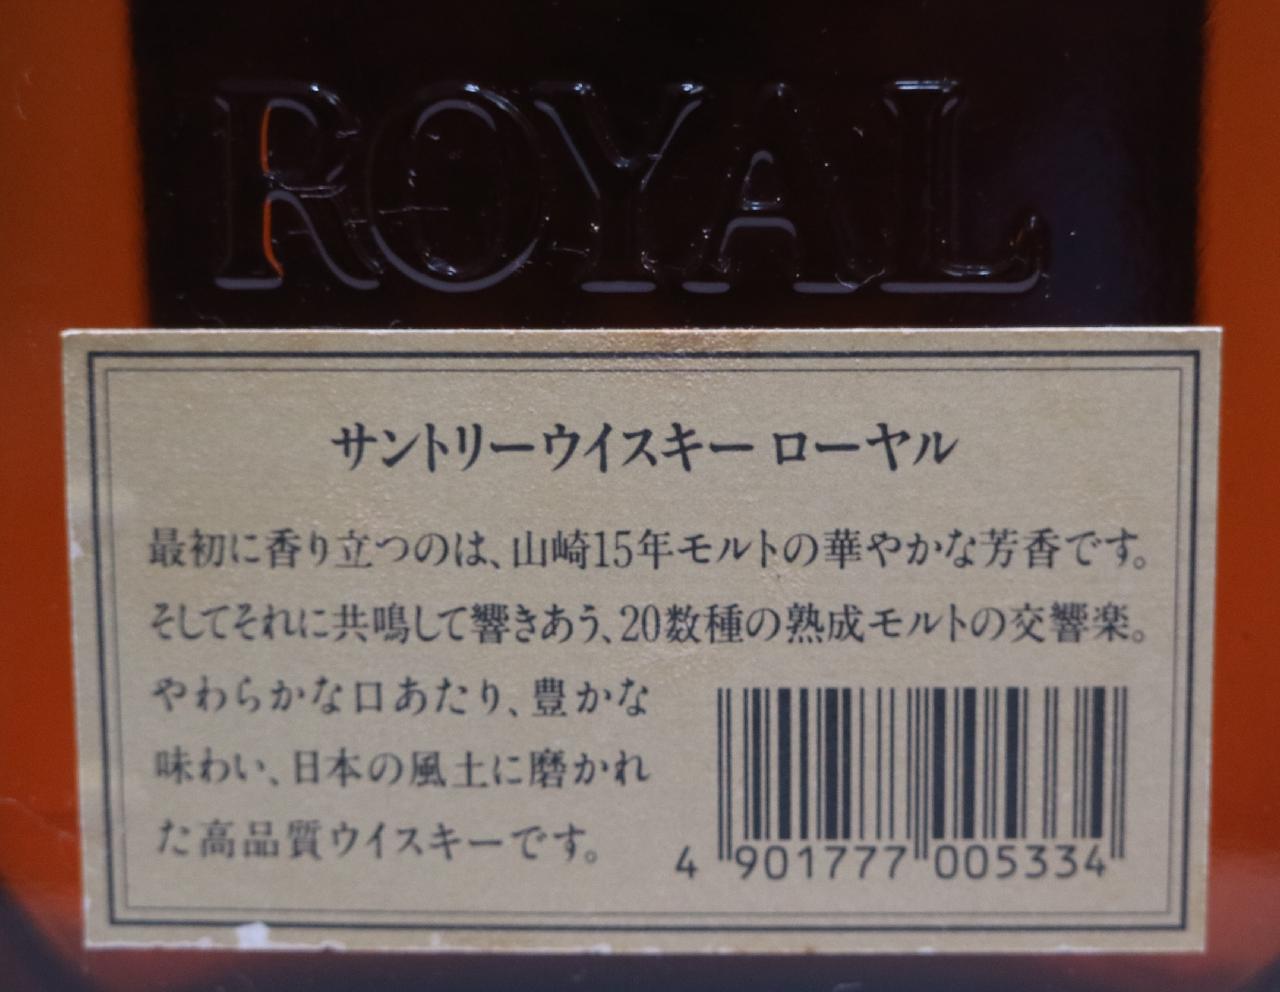 ROYAL
サントリーウイスキー ローヤル
最初に香り立つのは、山崎15年モルトの華やかな芳香です。
そしてそれに共鳴して響きあう、20数種の熟成モルトの交響楽。
やわらかな口あたり、豊かな
味わい、日本の風土に磨かれ
た高品質ウイスキーです。
4 901777 005334